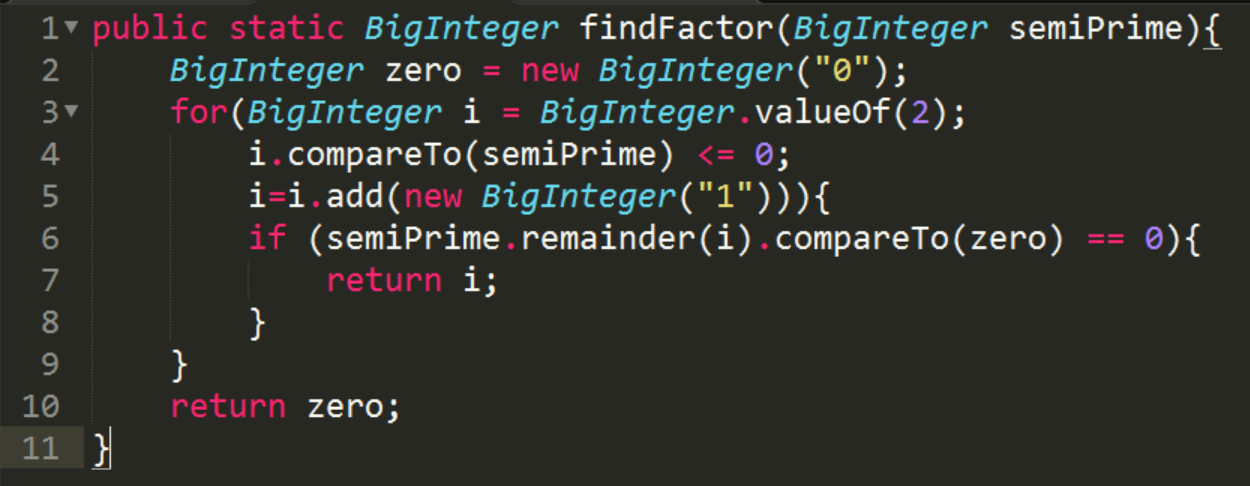 1 public static BigInteger findFactor(BigInteger semiPrime){
2 BigInteger zero = new BigInteger("0");
3 for(BigInteger i = BigInteger.valueOf(2);
4 i.compareTo(semiPrime) <= 0;
5 i=i.add(new BigInteger("1"))){
6 if (semiPrime.remainder(i).compareTo(zero) == 0){
7 return i;
8 }
9 }
10 return zero;
11 }